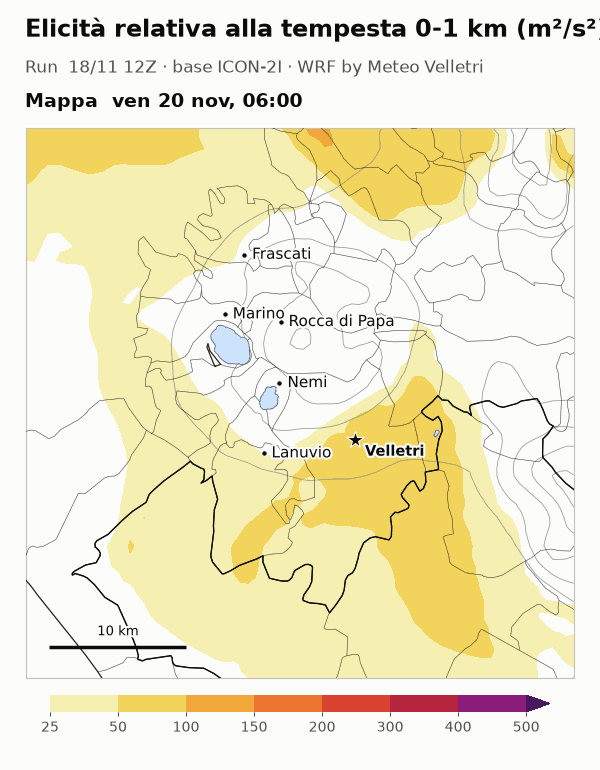 Elicità relativa alla tempesta 0-1 km (m²/s²)
Run 18/11 12Z · base ICON-2I · WRF by Meteo Velletri
Mappa ven 20 nov, 06:00
Frascati
Marino
Rocca di Papa
Nemi
Velletri
Lanuvio
10 km
25 50 100 150 200 300 400 500